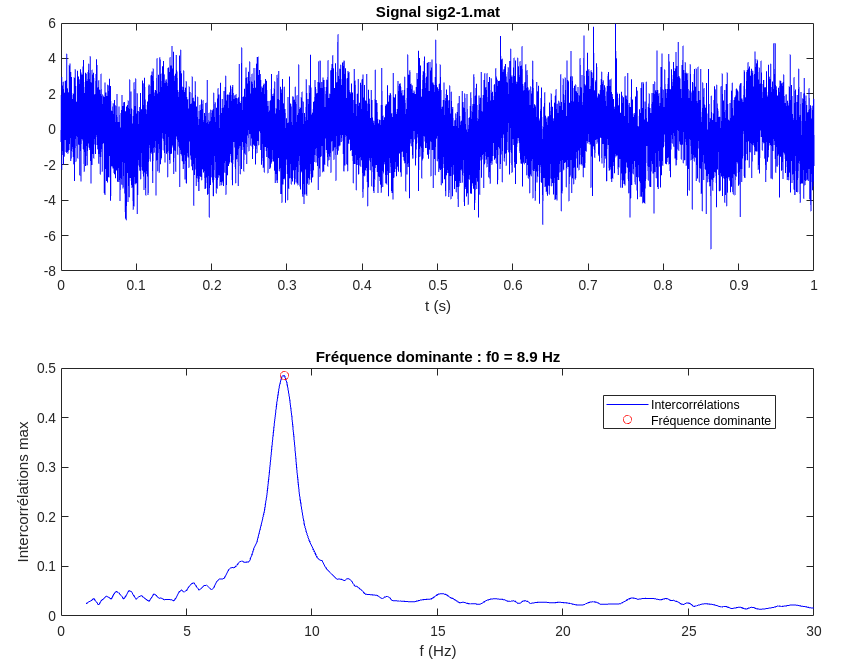 Signal sig2-1.mat
6
4
2
0
-2
-4
-6
-8
0 0.1 0.2 0.3 0.4 0.5 0.6 0.7 0.8 0.9 1
t (s)
Fréquence dominante : f0 = 8.9 Hz
Intercorrélations max
0.5
0.4
0.3
0.2
0.1
0
Intercorrélations
Fréquence dominante
0 5 10 15 20 25 30
f (Hz)